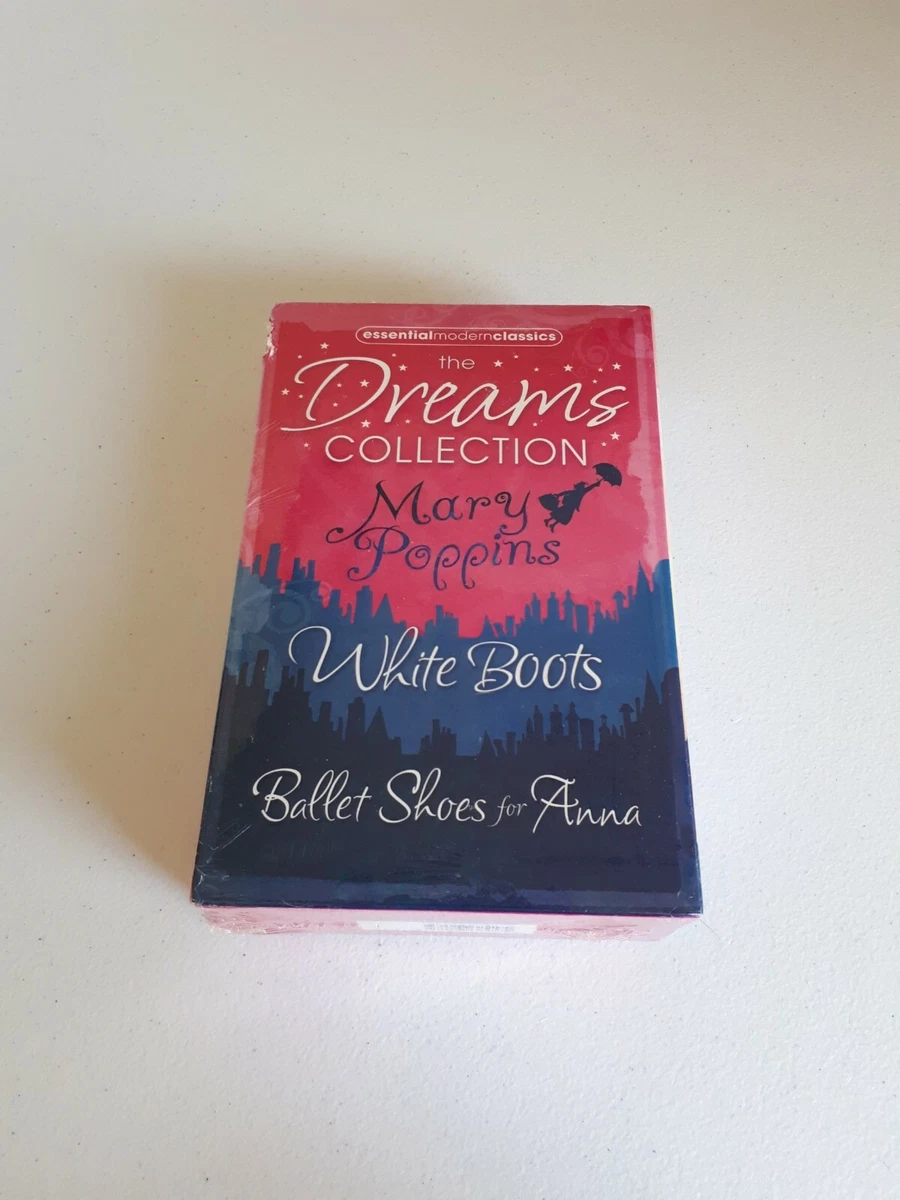 essentialmodernclassics
the
Dreams
COLLECTION
Mary
Poppins
White Boots
Ballet Shoes for Anna